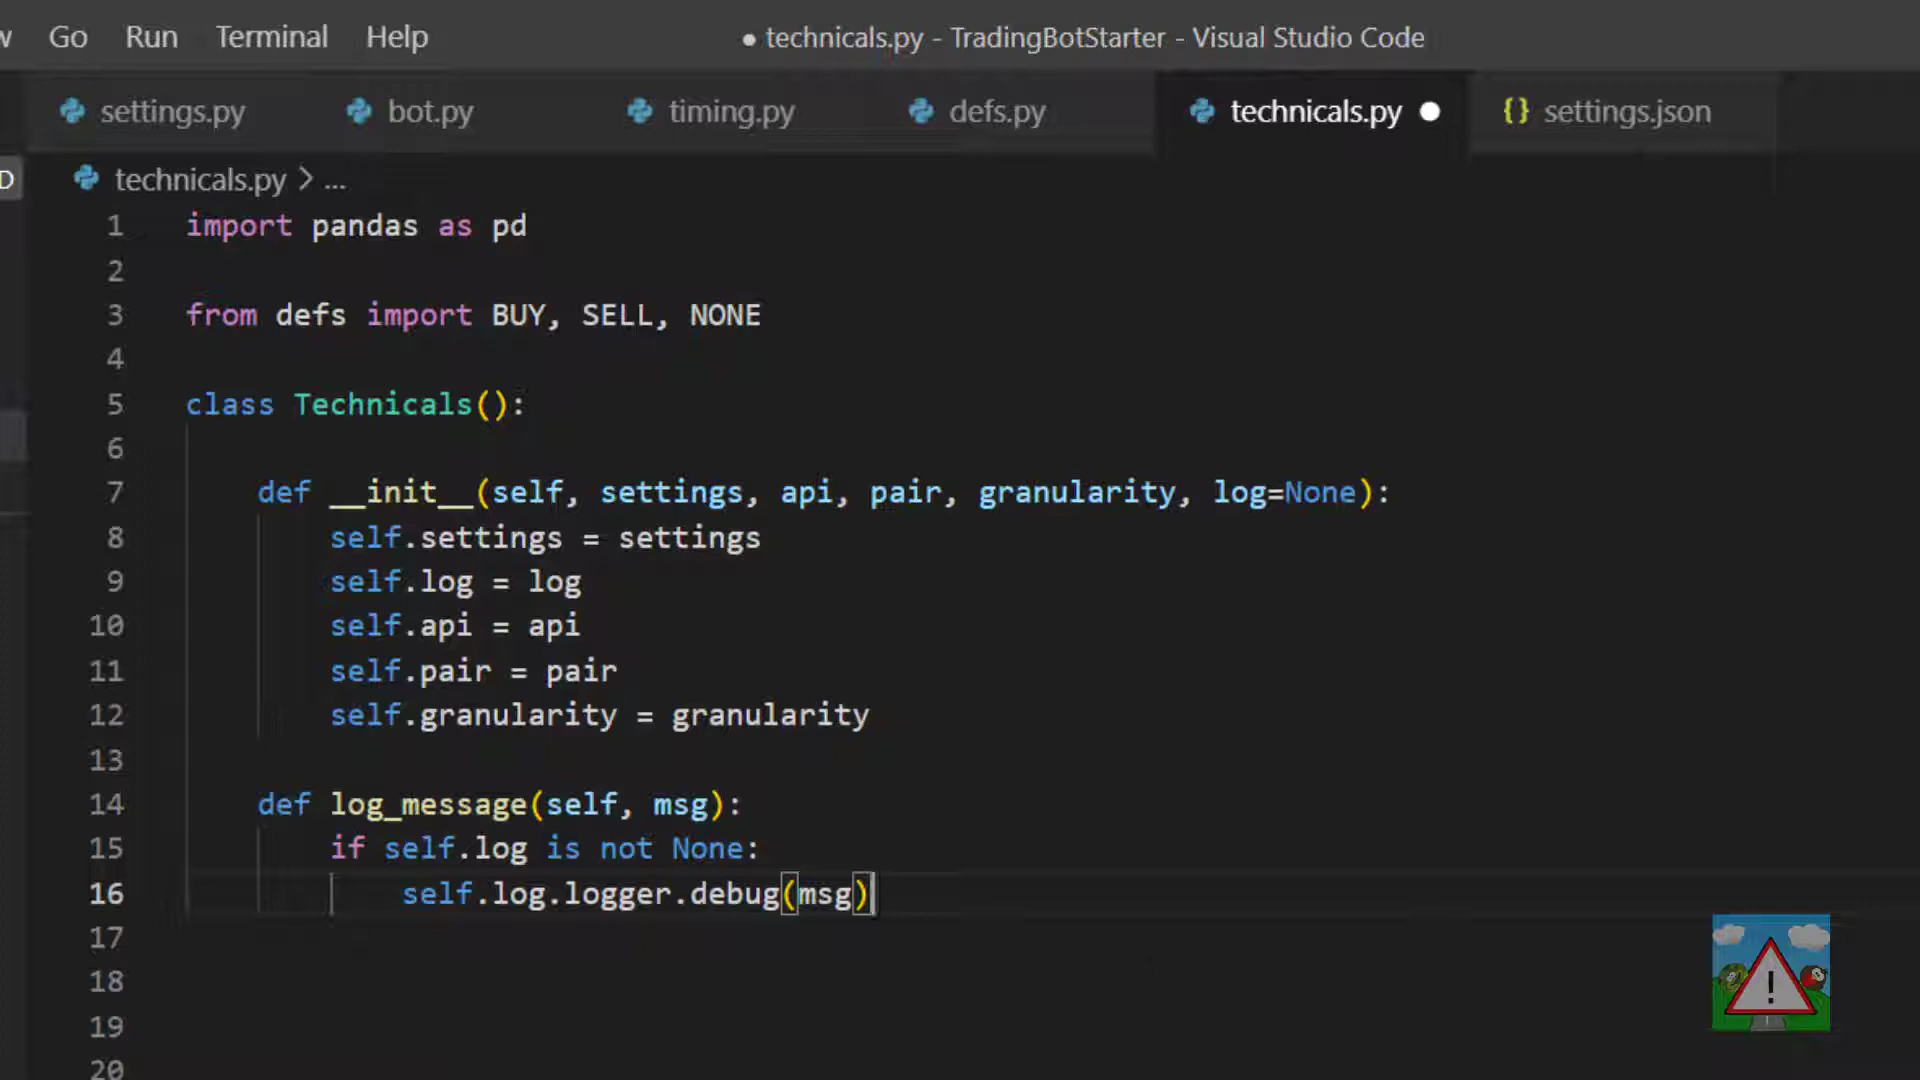 Go Run Terminal Help ● technicals.py - TradingBotStarter - Visual Studio Code
settings.py bot.py timing.py defs.py technicals.py ● {} settings.json
technicals.py > ...
1 import pandas as pd
2
3 from defs import BUY, SELL, NONE
4
5 class Technicals():
6
7 def __init__(self, settings, api, pair, granularity, log=None):
8 self.settings = settings
9 self.log = log
10 self.api = api
11 self.pair = pair
12 self.granularity = granularity
13
14 def log_message(self, msg):
15 if self.log is not None:
16 self.log.logger.debug(msg)
17
18
19
20